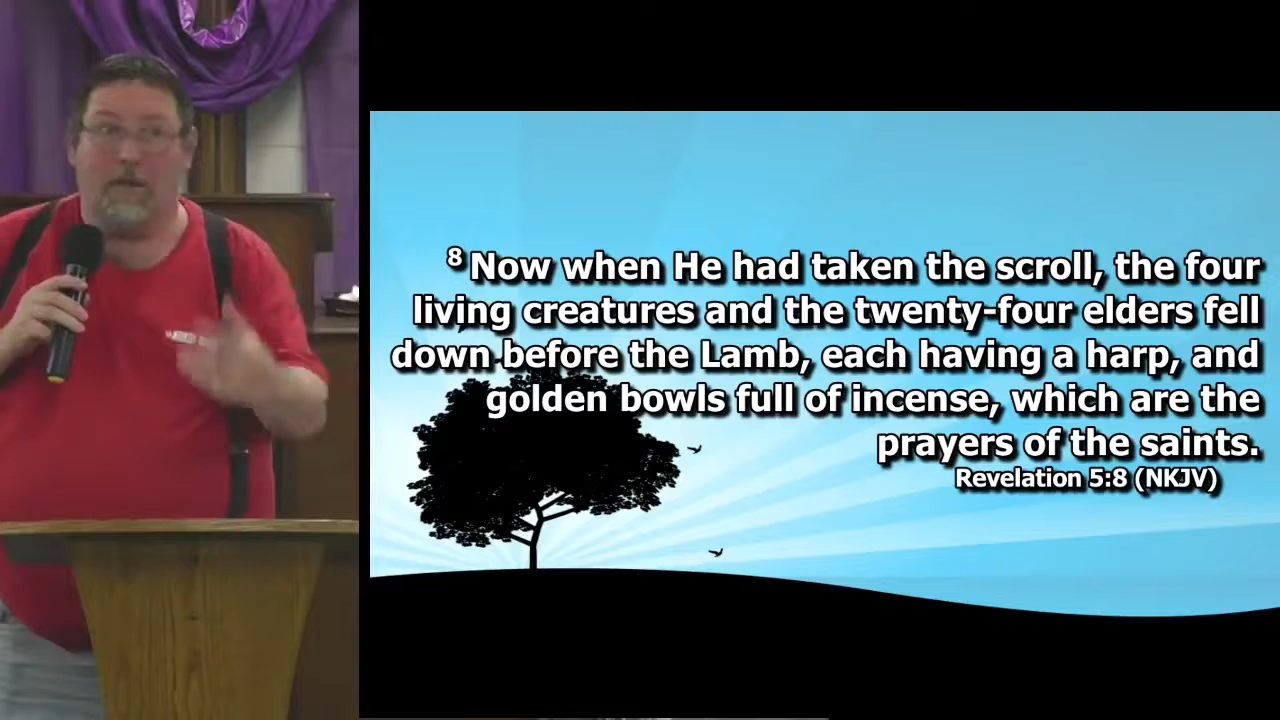 8 Now when He had taken the scroll, the four
living creatures and the twenty-four elders fell
down before the Lamb, each having a harp, and
golden bowls full of incense, which are the
prayers of the saints.
Revelation 5:8 (NKJV)